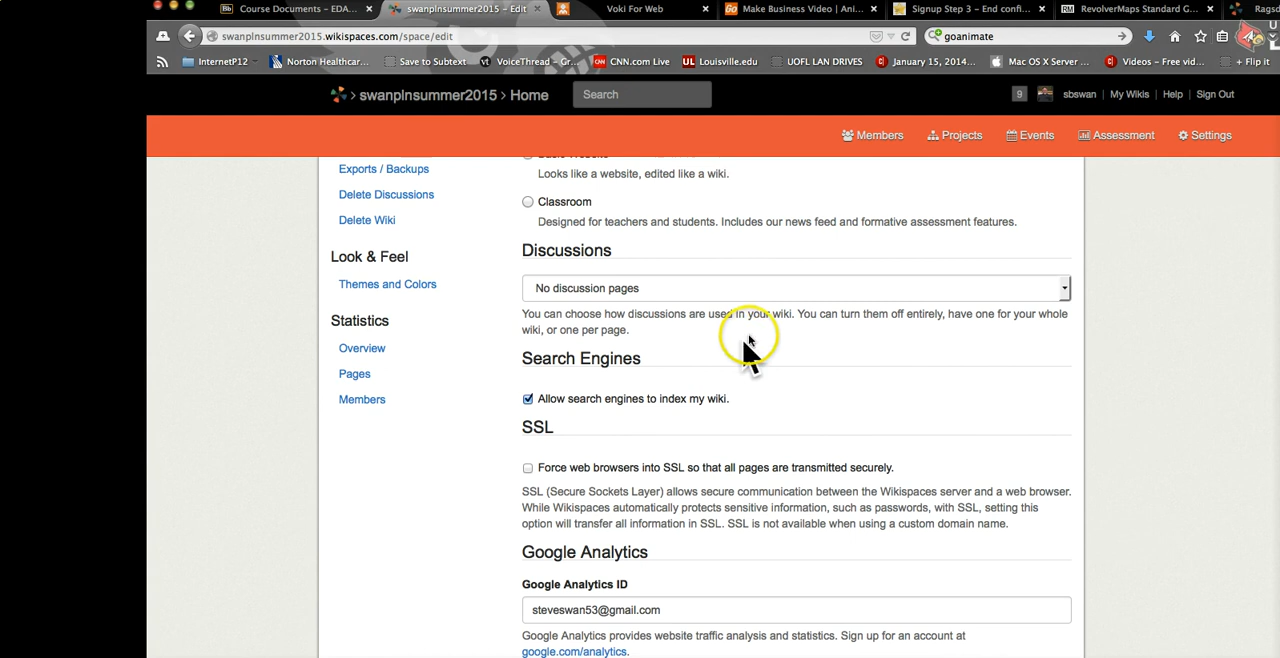 Course Documents – EDA...
swanplnsummer2015 - Edit
Voki For Web
Make Business Video | Ani...
Signup Step 3 - End confi...
RevolverMaps Standard G...
Ragsd
swanplnsummer2015.wikispaces.com/space/edit
goanimate
InternetP12
Norton Healthcar...
Save to Subtext
VoiceThread – Gr...
CNN.com Live
Louisville.edu
UOFL LAN DRIVES
January 15, 2014...
Mac OS X Server ...
Videos – Free vid...
+ Flip it
> swanplnsummer2015 > Home
Search
9
sbswan
My Wikis
Help
Sign Out
Members
Projects
Events
Assessment
Settings
Exports / Backups
Delete Discussions
Delete Wiki
Look & Feel
Themes and Colors
Statistics
Overview
Pages
Members
Looks like a website, edited like a wiki.
Classroom
Designed for teachers and students. Includes our news feed and formative assessment features.
Discussions
No discussion pages
You can choose how discussions are used in your wiki. You can turn them off entirely, have one for your whole
wiki, or one per page.
Search Engines
Allow search engines to index my wiki.
SSL
Force web browsers into SSL so that all pages are transmitted securely.
SSL (Secure Sockets Layer) allows secure communication between the Wikispaces server and a web browser.
While Wikispaces automatically protects sensitive information, such as passwords, with SSL, setting this
option will transfer all information in SSL. SSL is not available when using a custom domain name.
Google Analytics
Google Analytics ID
steveswan53@gmail.com
Google Analytics provides website traffic analysis and statistics. Sign up for an account at
google.com/analytics.